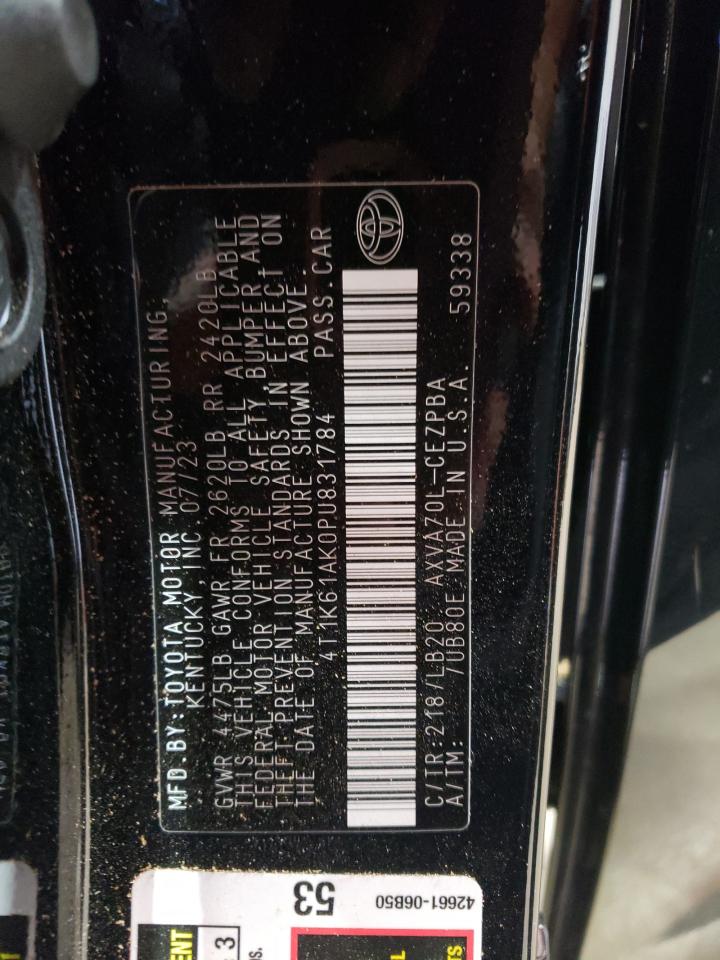 MFD.BY:TOYOTA MOTOR MANUFACTURING,
KENTUCKY,INC 07/23
GVWR 4475LB GAWR FR 2620LB RR 2420LB
THIS VEHICLE CONFORMS TO ALL APPLICABLE
FEDERAL MOTOR VEHICLE SAFETY, BUMPER AND
THEFT PREVENTION STANDARDS IN EFFECT ON
THE DATE OF MANUFACTURE SHOWN ABOVE.
4T1K61AK0PU831784 PASS.CAR
C/TR:218/LB20 AXVA70L-CEZPBA
A/TM: /UB80E MADE IN U.S.A. 59338
53
42661-06B50
3